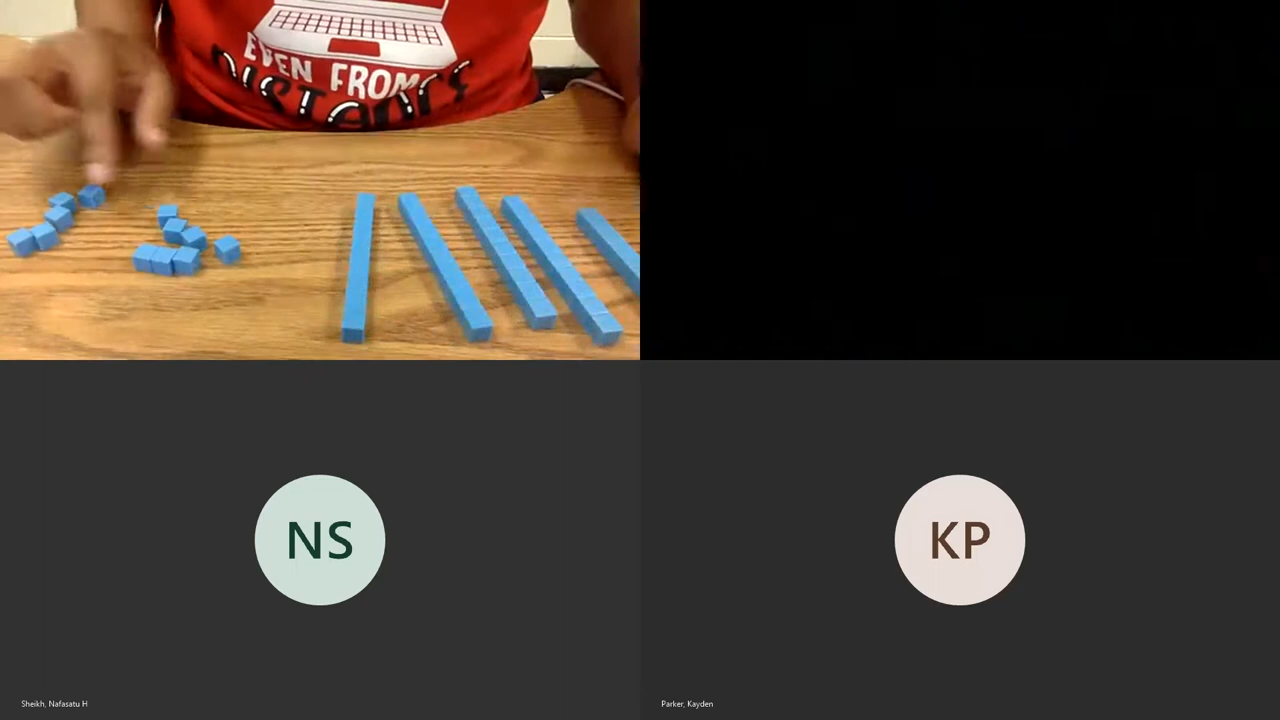 EVEN FROM A
DISTANCE
NS
KP
Sheikh, Nafasatu H
Parker, Kayden